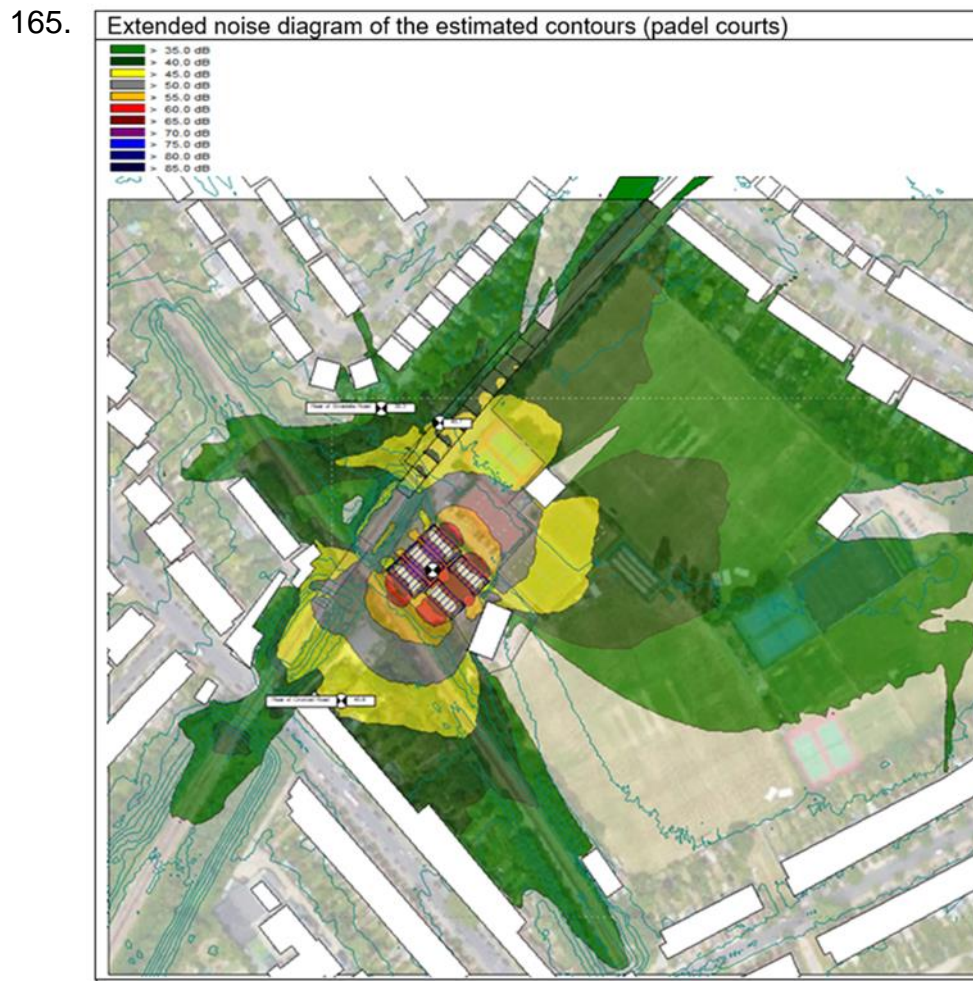 165.
Extended noise diagram of the estimated contours (padel courts)
> 35.0 dB
> 40.0 dB
> 45.0 dB
> 50.0 dB
> 55.0 dB
> 60.0 dB
> 65.0 dB
> 70.0 dB
> 75.0 dB
> 80.0 dB
> 85.0 dB